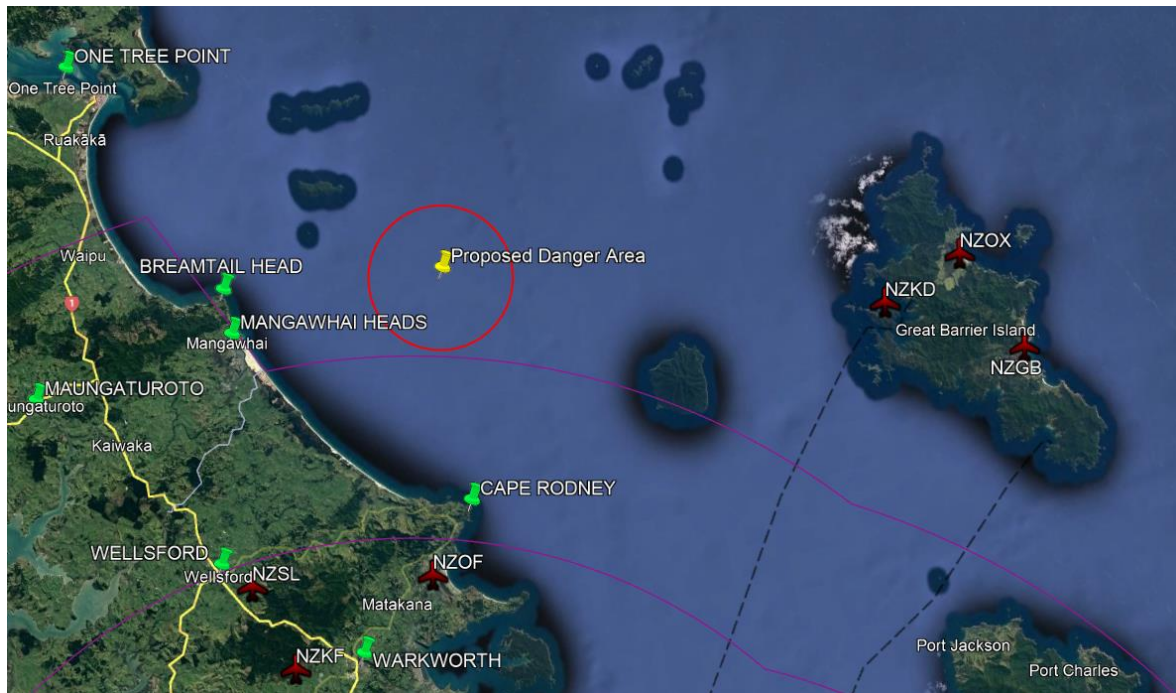 ONE TREE POINT
One Tree Point
Ruakākā
Waipu
BREAMTAIL HEAD
Proposed Danger Area
NZOX
1
MANGAWHAI HEADS
Mangawhai
NZKD
Great Barrier Island
NZGB
MAUNGATUROTO
ungaturoto
Kaiwaka
CAPE RODNEY
WELLSFORD
Wellsford
NZSL
NZOF
Matakana
NZKF
WARKWORTH
Port Jackson
Port Charles